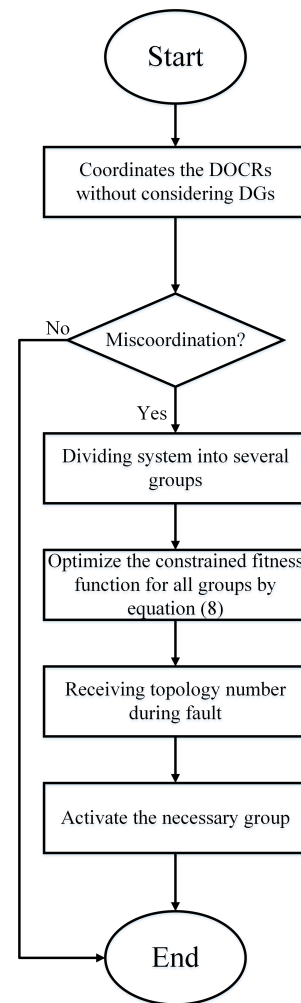 Start
Coordinates the DOCRs
without considering DGs
No
Miscoordination?
Yes
Dividing system into several
groups
Optimize the constrained fitness
function for all groups by
equation (8)
Receiving topology number
during fault
Activate the necessary group
End